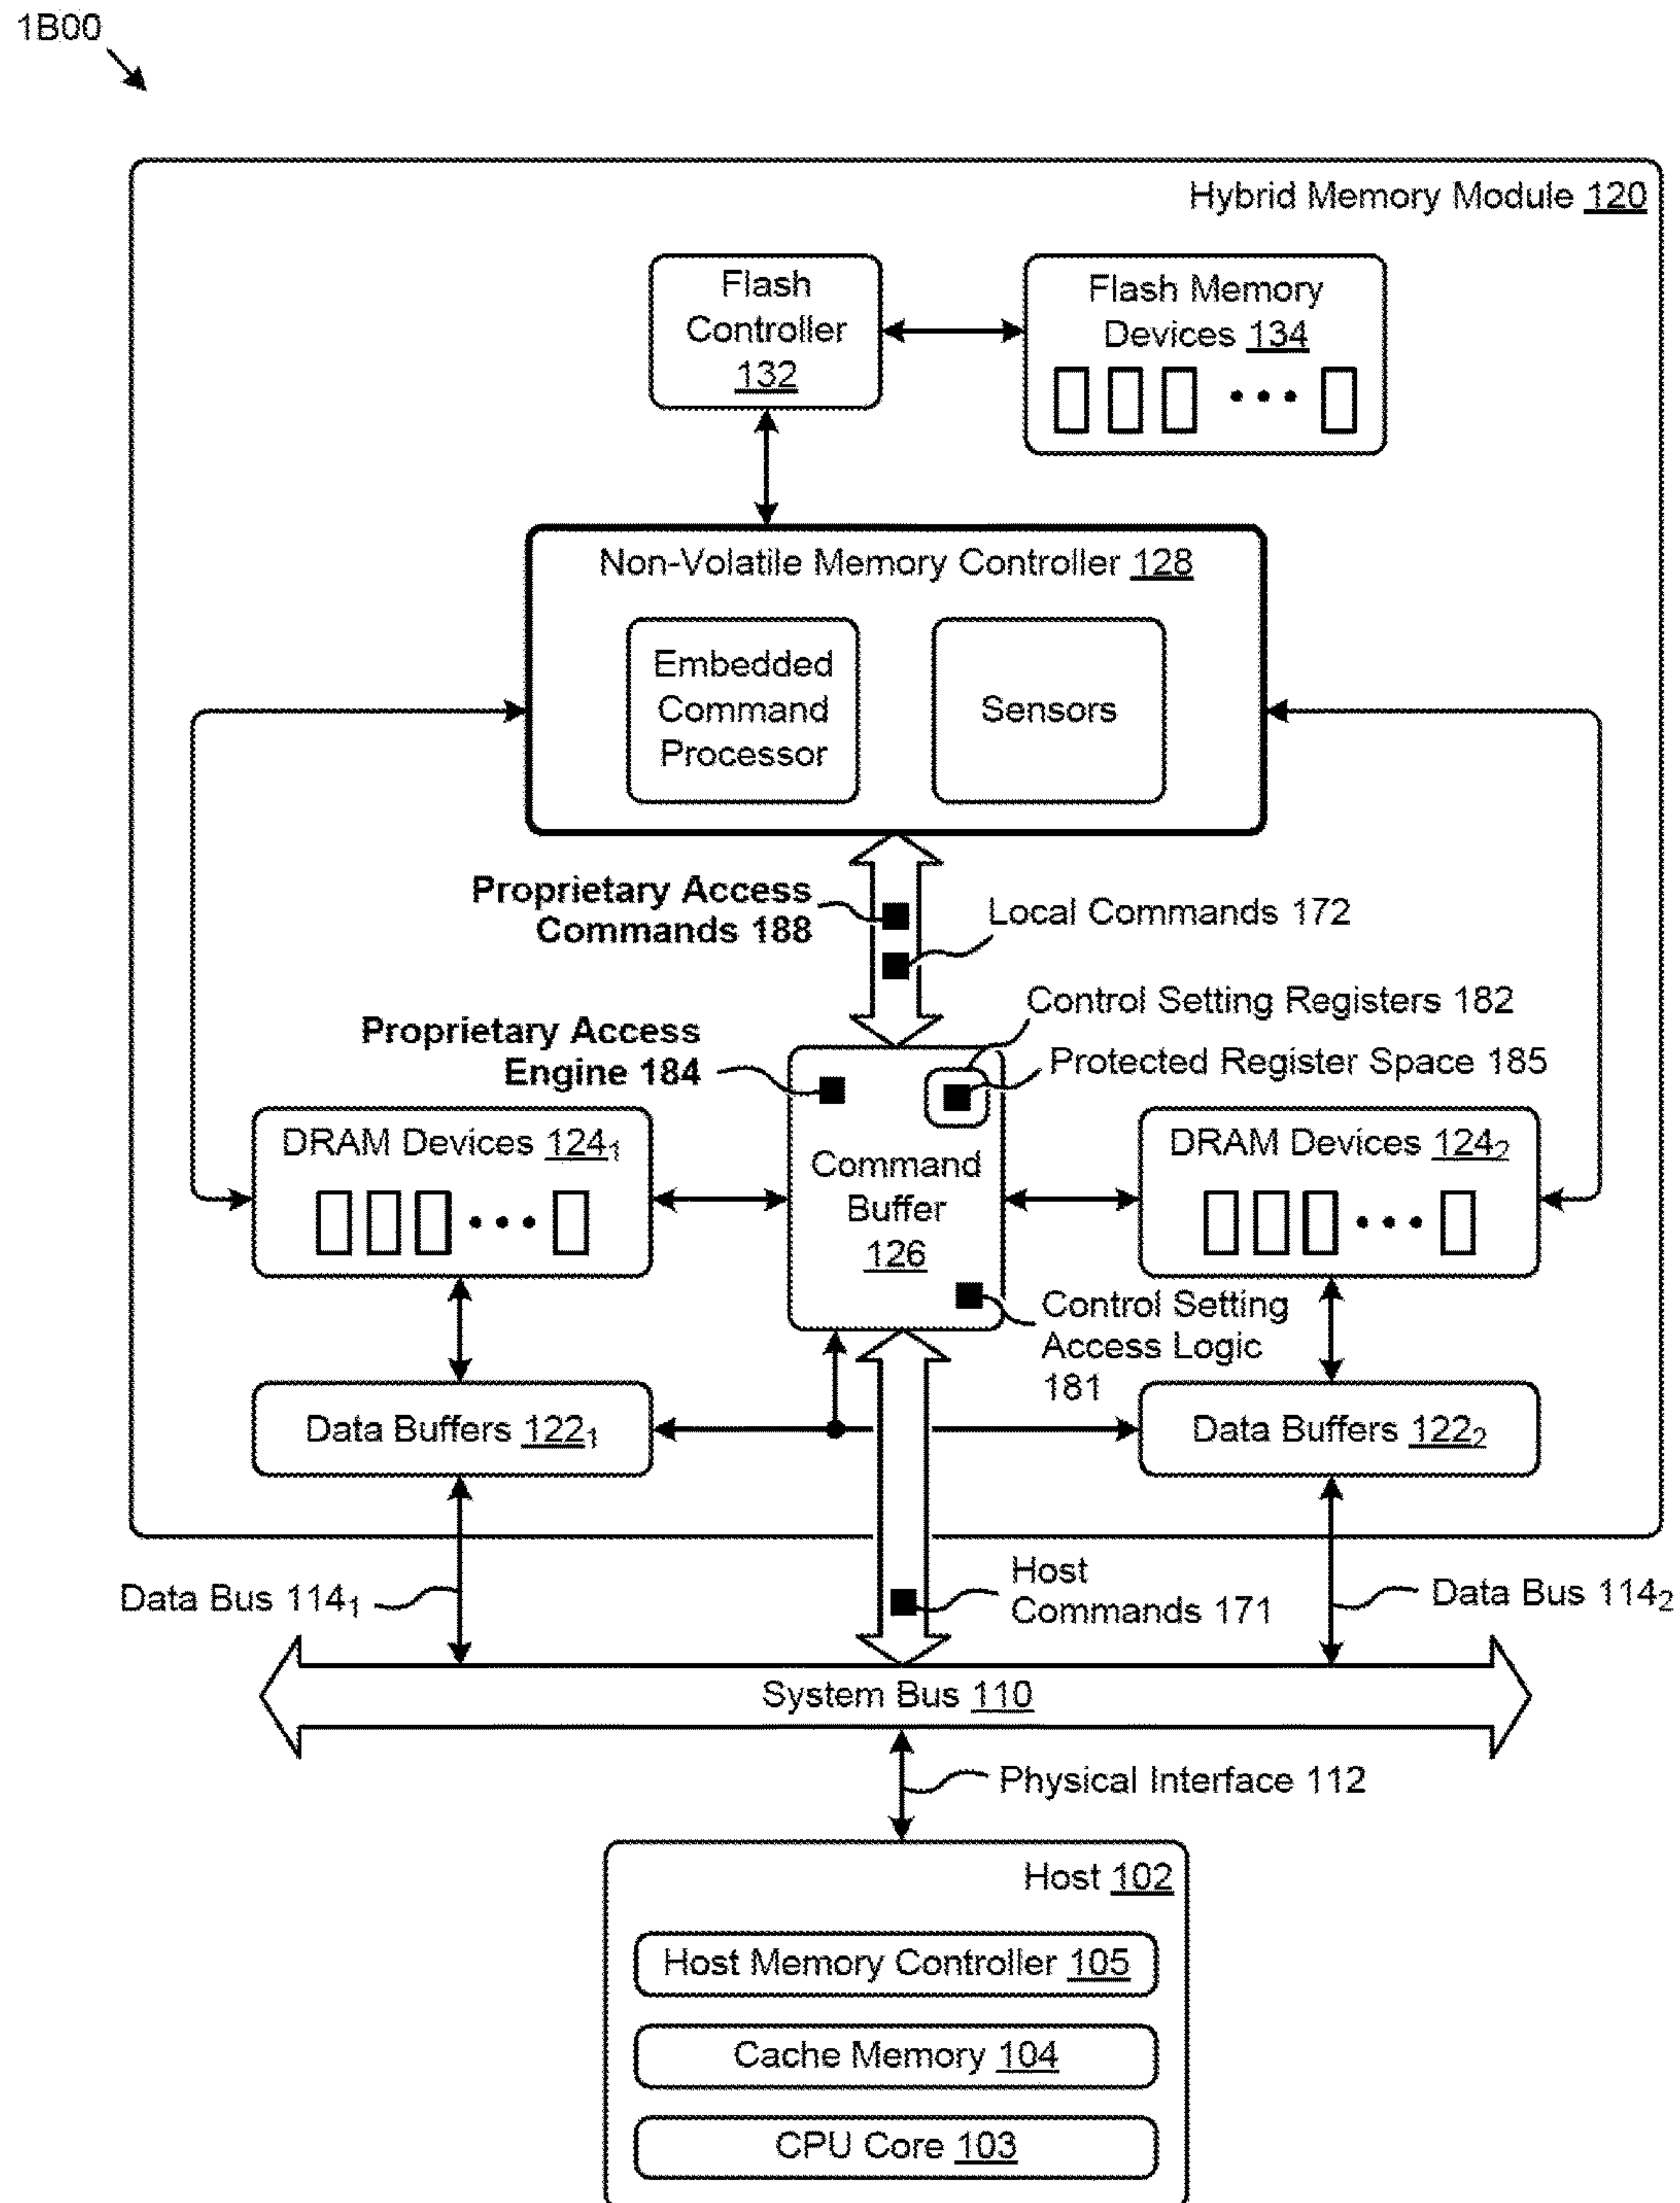 1B00
Hybrid Memory Module 120
Flash
Controller
132
Flash Memory
Devices 134
Non-Volatile Memory Controller 128
Embedded
Command
Processor
Sensors
Proprietary Access
Commands 188
Local Commands 172
Control Setting Registers 182
Proprietary Access
Engine 184
Protected Register Space 185
DRAM Devices 124₁
Command
Buffer
126
DRAM Devices 124₂
Control Setting
Access Logic
181
Data Buffers 122₁
Data Buffers 122₂
Data Bus 114₁
Host
Commands 171
Data Bus 114₂
System Bus 110
Physical Interface 112
Host 102
Host Memory Controller 105
Cache Memory 104
CPU Core 103